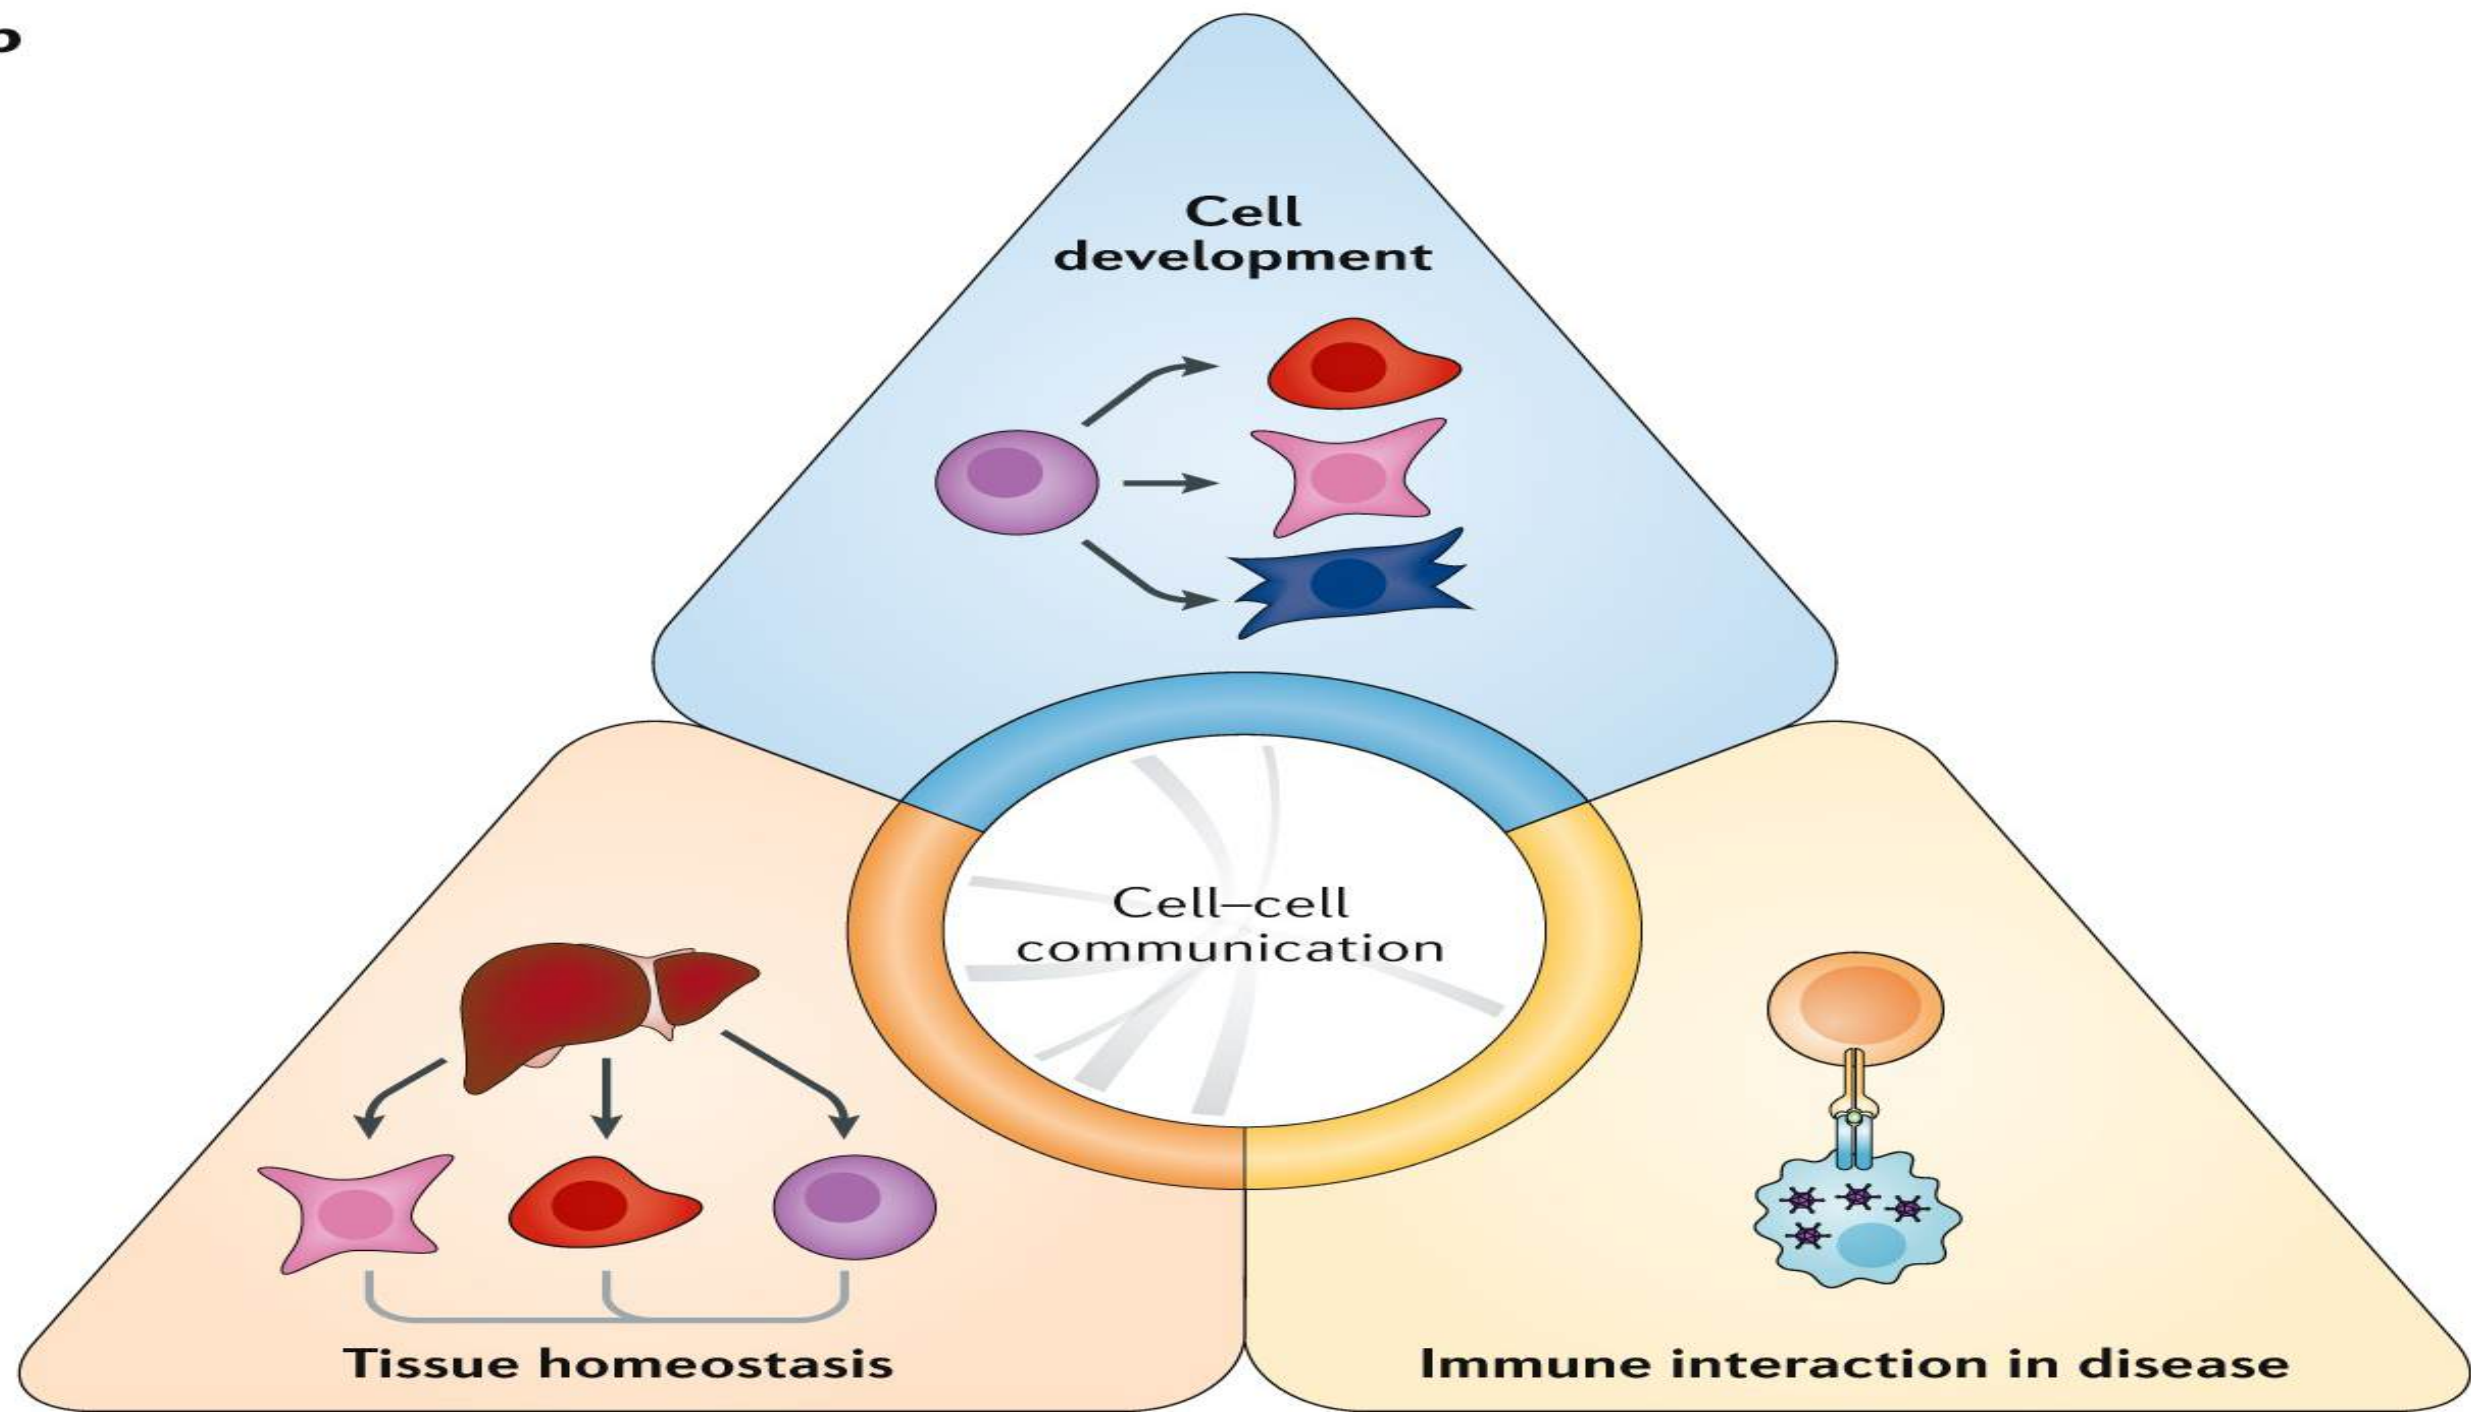 Cell
development
Cell–cell
communication
Tissue homeostasis
Immune interaction in disease